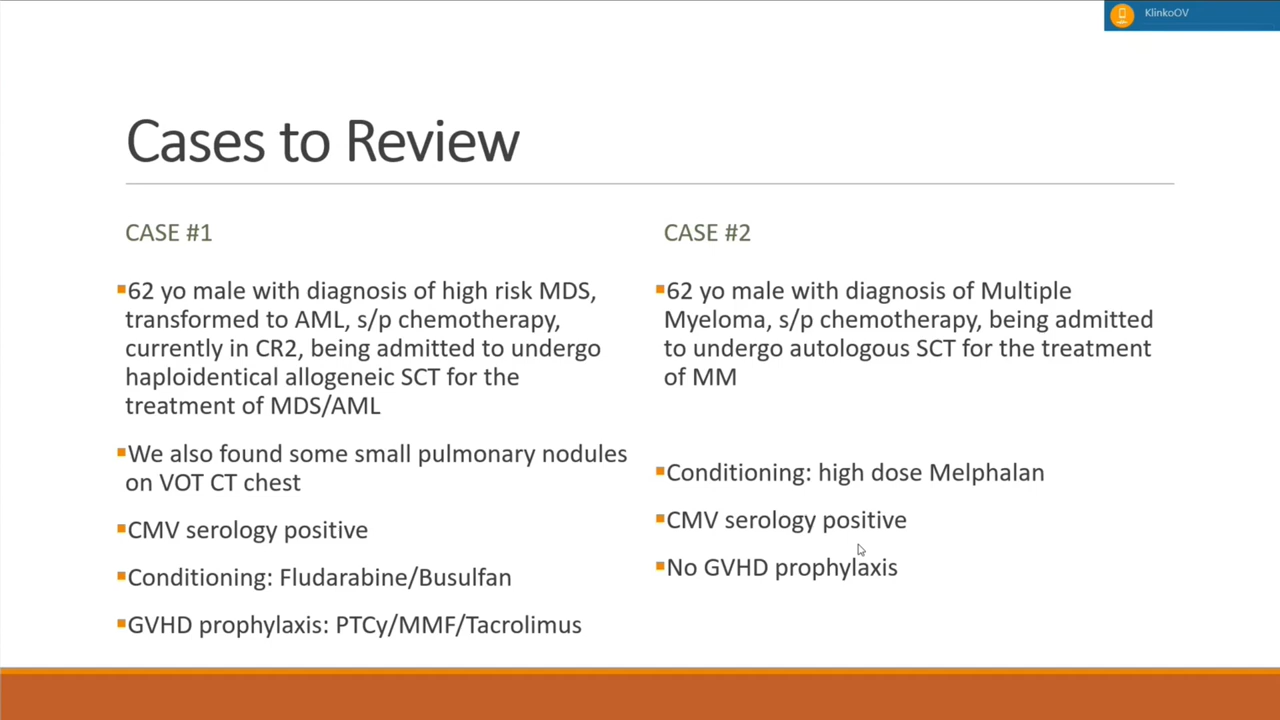 KlinkoOV
Cases to Review
CASE #1
▪62 yo male with diagnosis of high risk MDS,
transformed to AML, s/p chemotherapy,
currently in CR2, being admitted to undergo
haploidentical allogeneic SCT for the
treatment of MDS/AML
▪We also found some small pulmonary nodules
on VOT CT chest
▪CMV serology positive
▪Conditioning: Fludarabine/Busulfan
▪GVHD prophylaxis: PTCy/MMF/Tacrolimus
CASE #2
▪62 yo male with diagnosis of Multiple
Myeloma, s/p chemotherapy, being admitted
to undergo autologous SCT for the treatment
of MM
▪Conditioning: high dose Melphalan
▪CMV serology positive
▪No GVHD prophylaxis